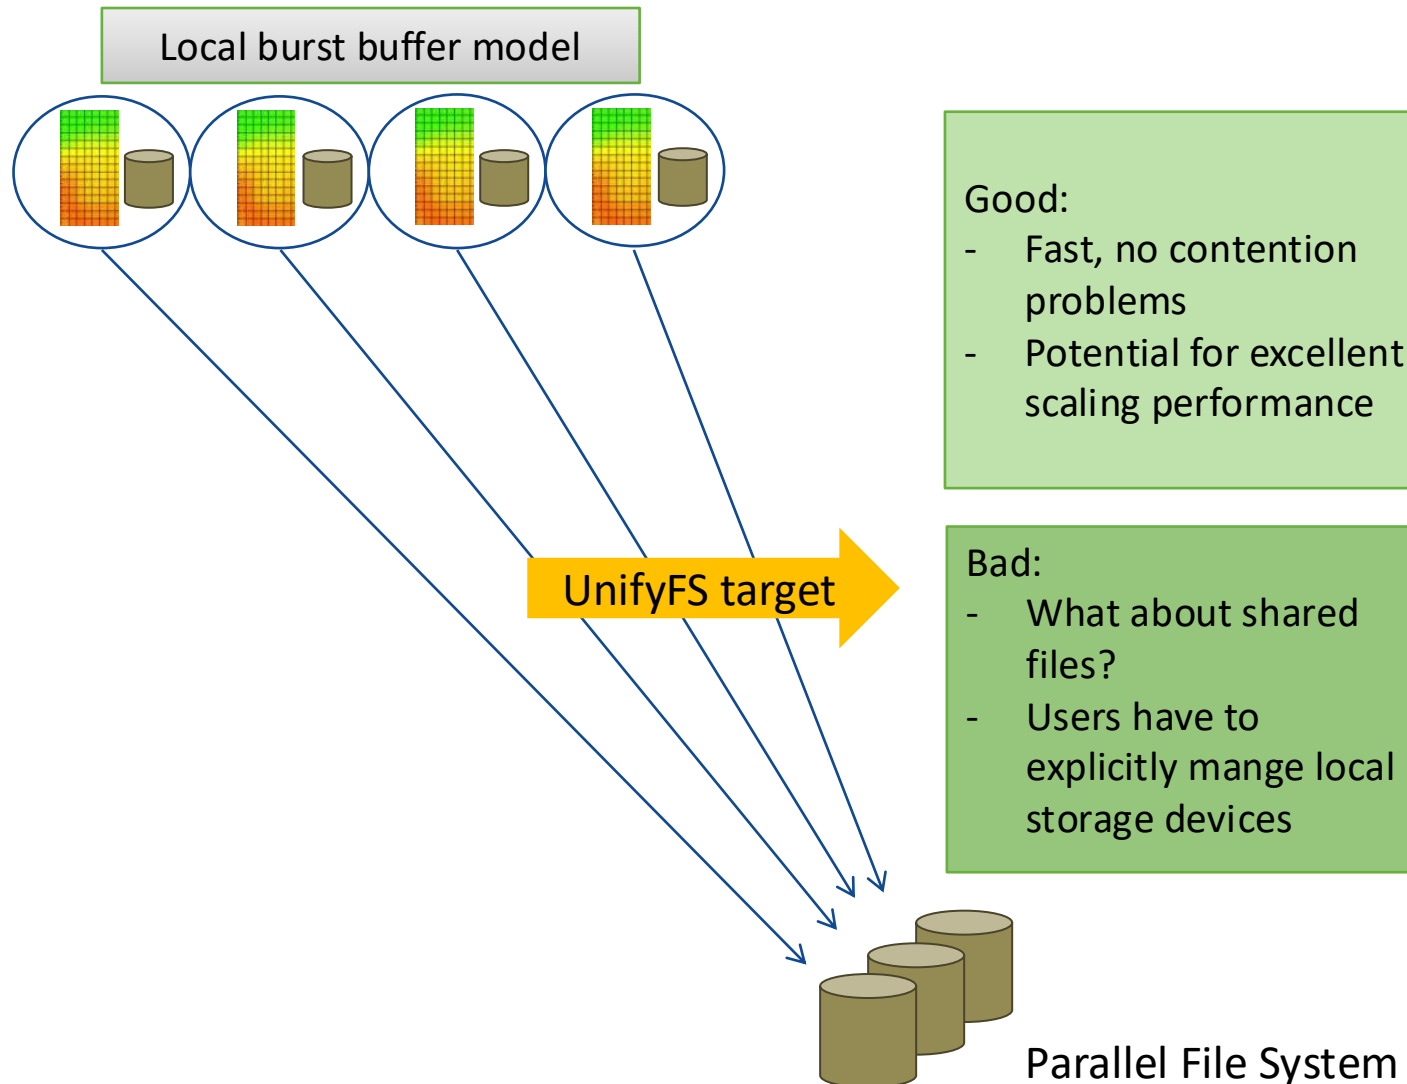 Local burst buffer model
Good:
- Fast, no contention
problems
- Potential for excellent
scaling performance
UnifyFS target
Bad:
- What about shared
files?
- Users have to
explicitly mange local
storage devices
Parallel File System